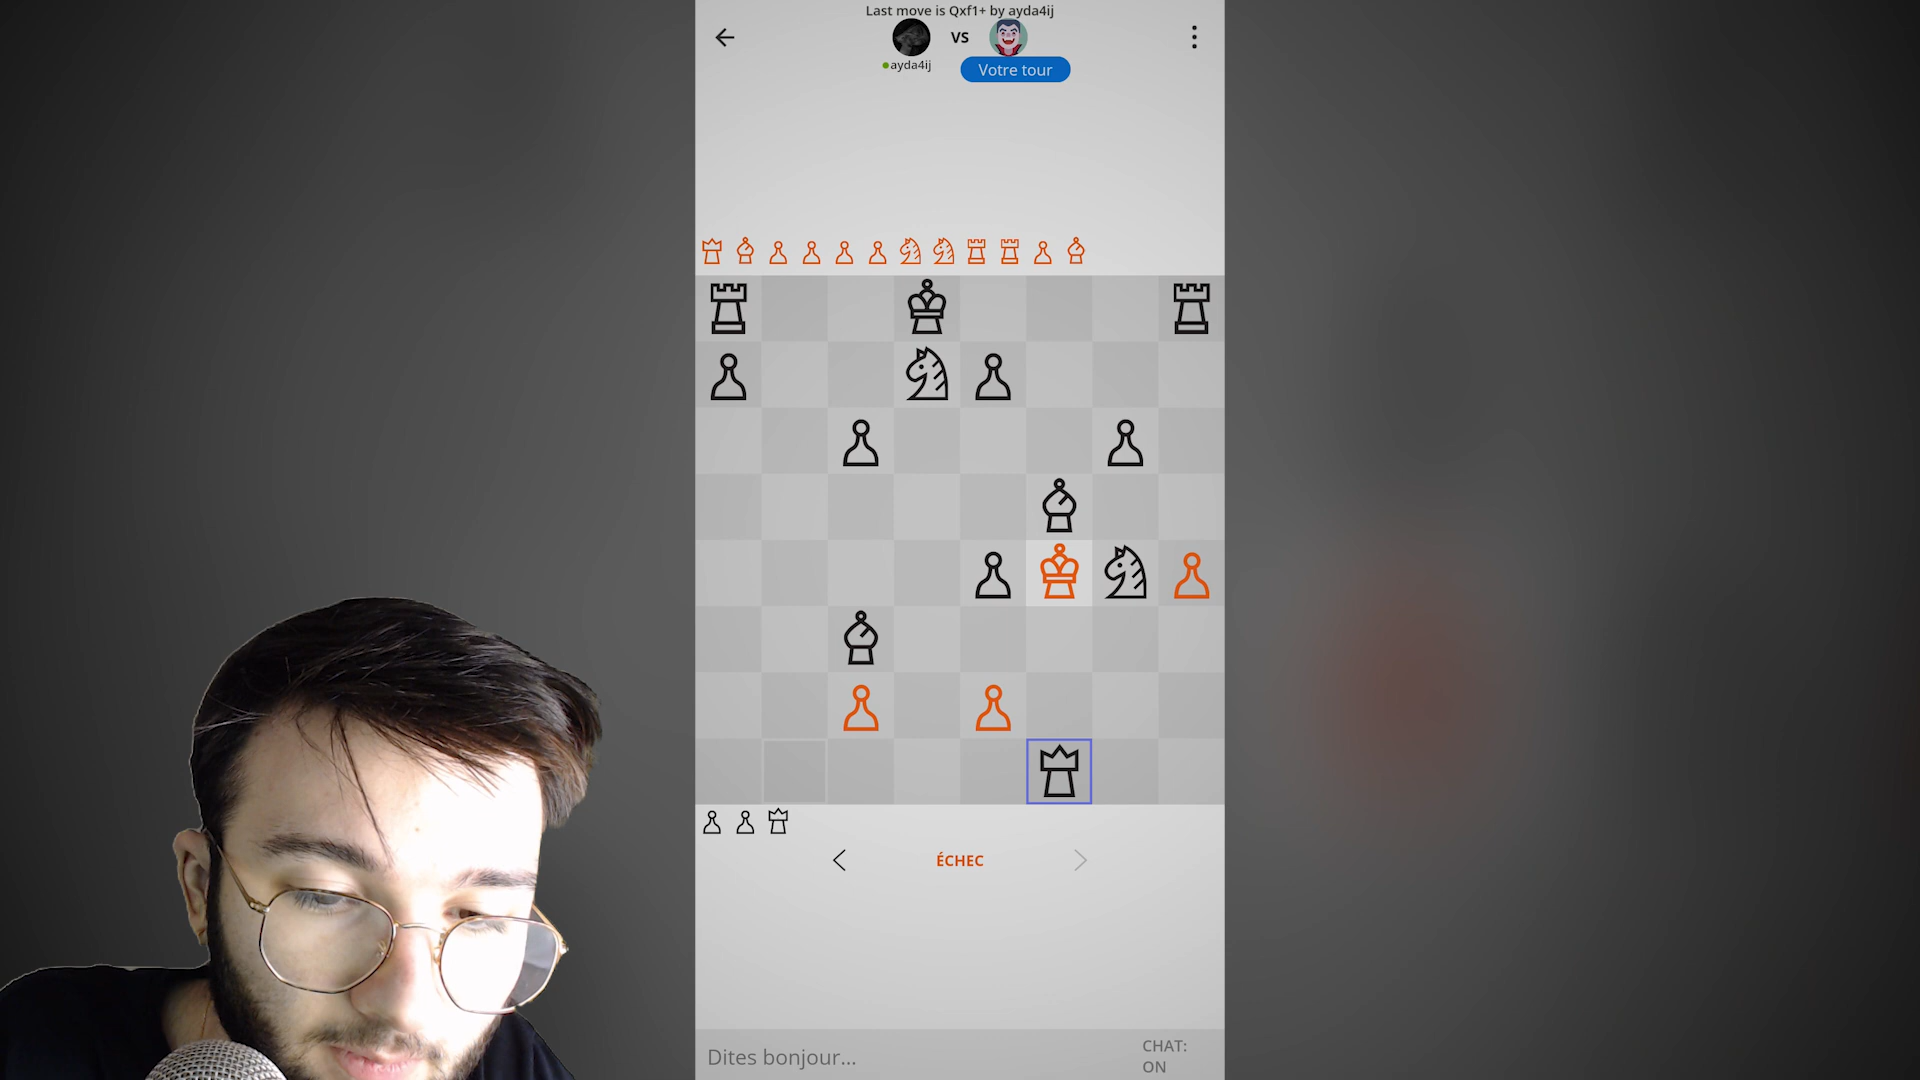 Last move is Qxf1+ by ayda4ij
VS
ayda4ij
Votre tour
ÉCHEC
Dites bonjour...
CHAT:
ON